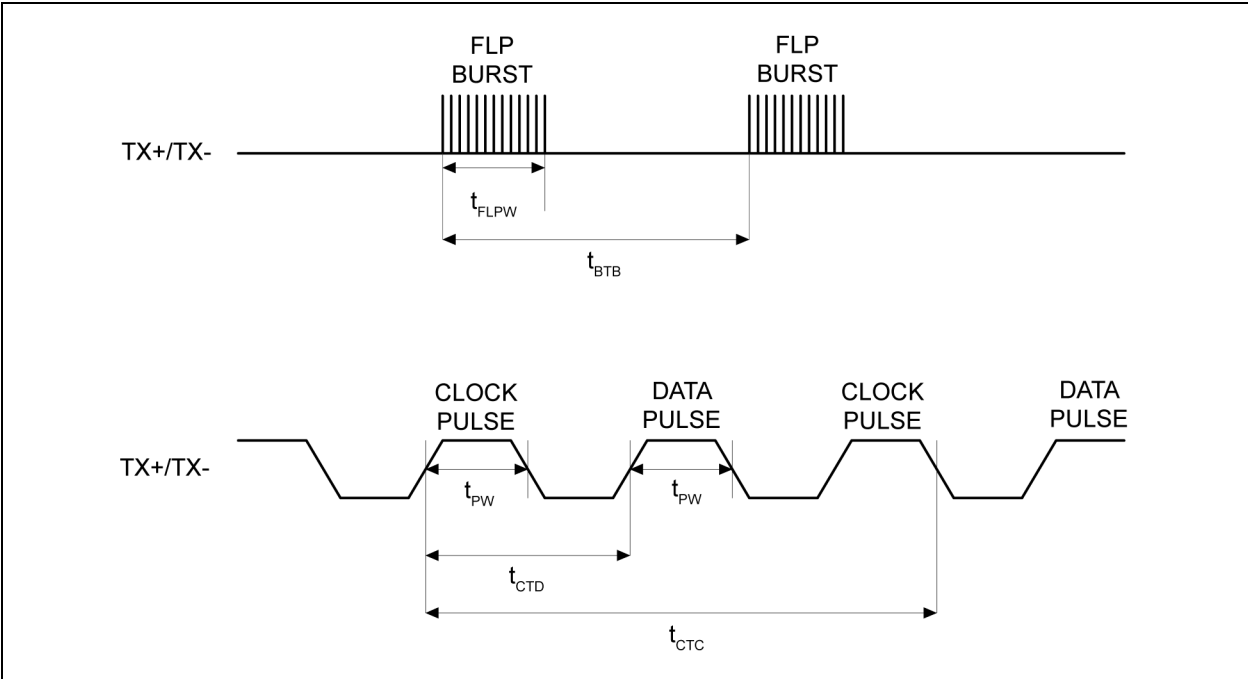 FLP
BURST
FLP
BURST
TX+/TX-
tFLPW
tBTB
CLOCK
PULSE
DATA
PULSE
CLOCK
PULSE
DATA
PULSE
TX+/TX-
tPW
tPW
tCTD
tCTC